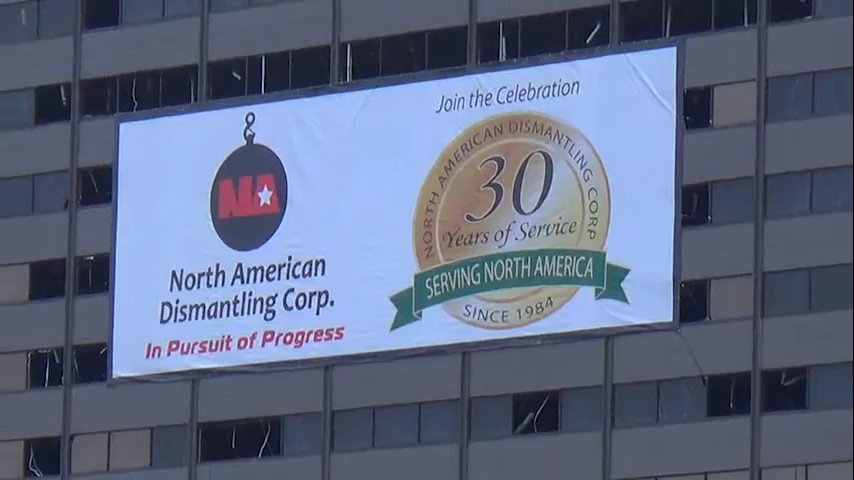 NA
North American
Dismantling Corp.
In Pursuit of Progress
Join the Celebration
NORTH AMERICAN DISMANTLING CORP
30
Years of Service
SERVING NORTH AMERICA
SINCE 1984